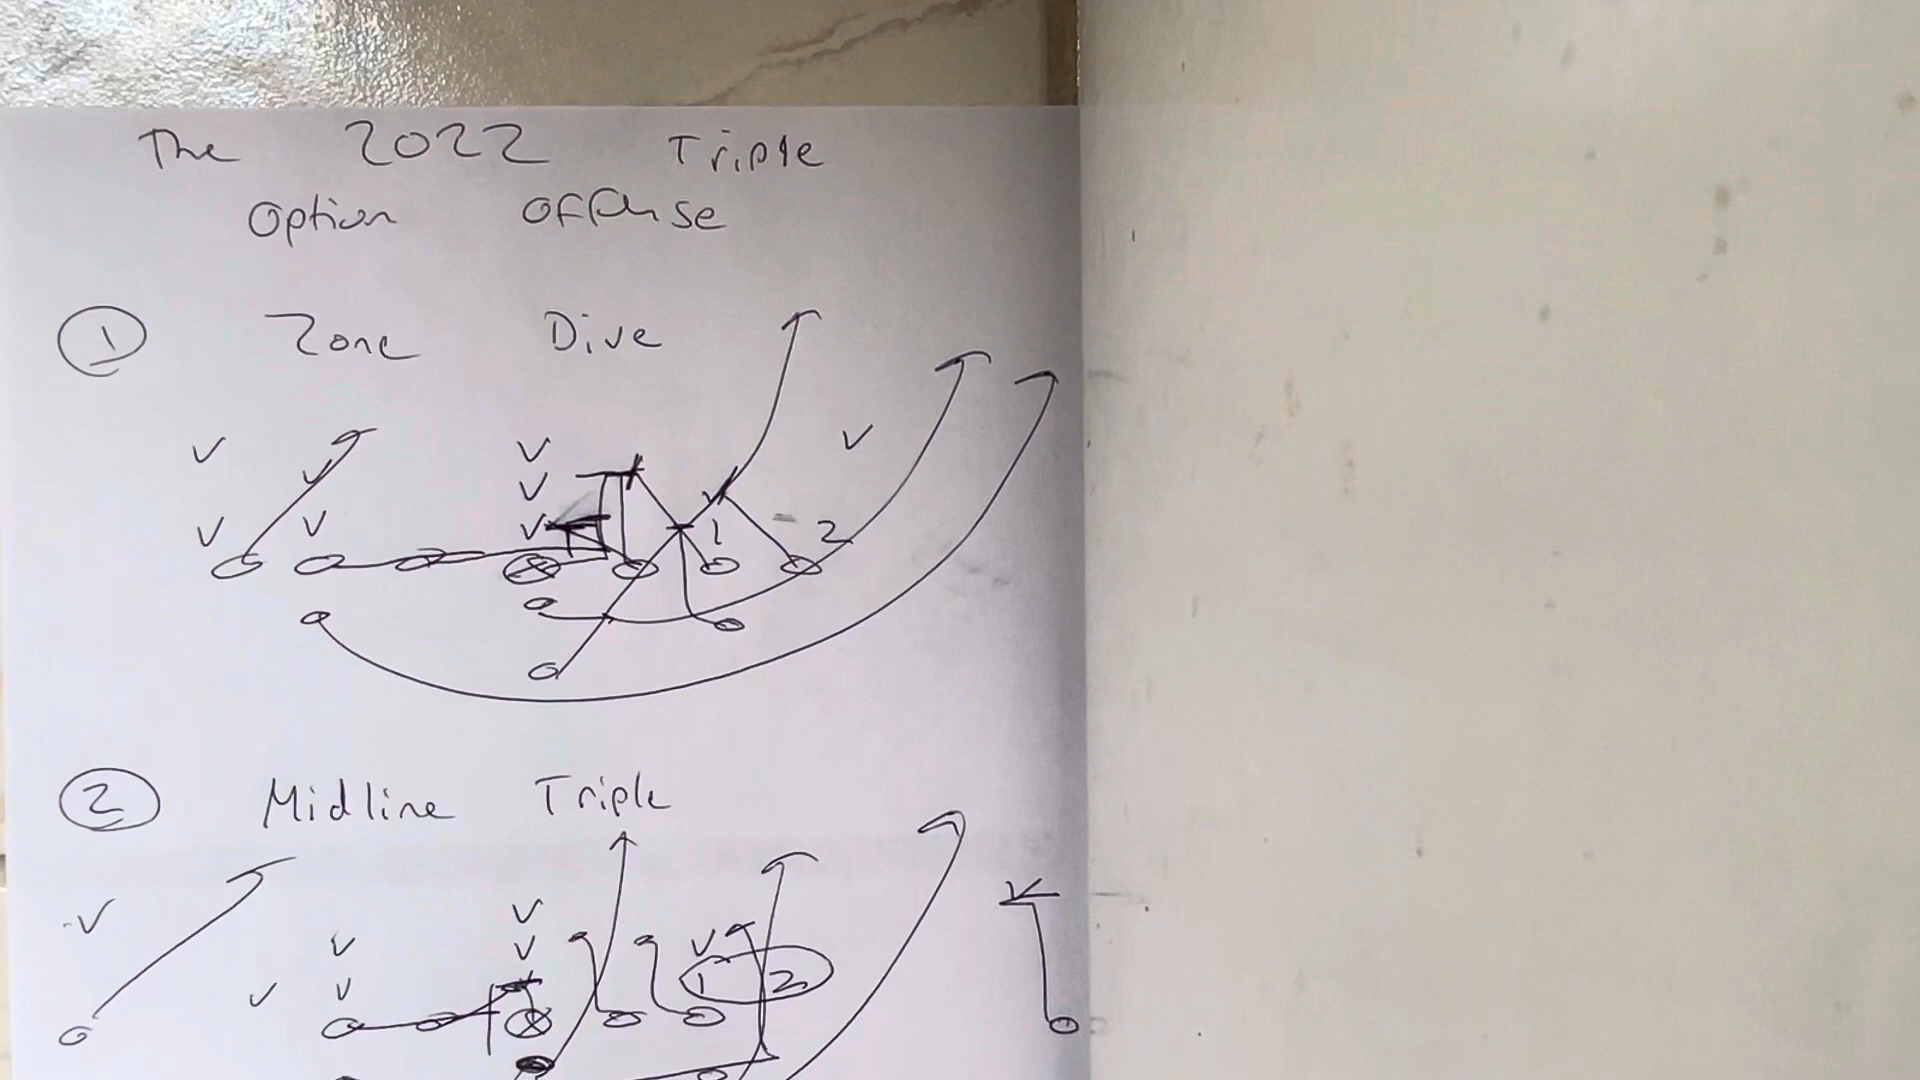 The 2022 Triple
Option Offense
1 Zone Dive
V V
V V V
V V V 1 2
2 Midline Triple
V V
V V V
V V 1 2